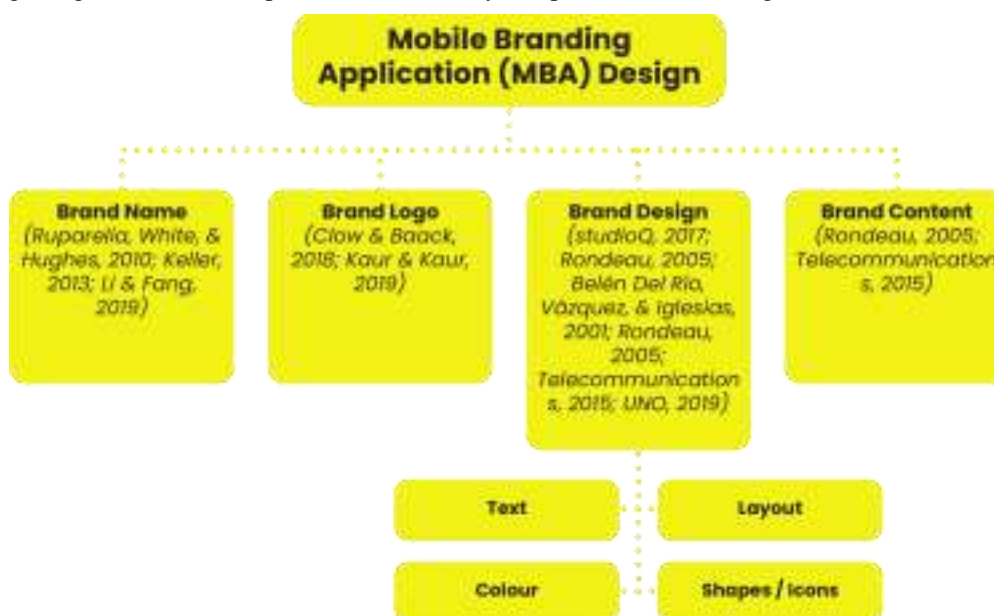 Mobile Branding
Application (MBA) Design
Brand Name
(Ruparelia, White, &
Hughes, 2010; Keller,
2013; Li & Fang,
2019)
Brand Logo
(Clow & Baack,
2018; Kaur & Kaur,
2019)
Brand Design
(studioQ, 2017;
Rondeau, 2005;
Belén Del Río,
Vázquez, & Iglesias,
2001; Rondeau,
2005;
Telecommunication
s, 2015; UNO, 2019)
Brand Content
(Rondeau, 2005;
Telecommunication
s, 2015)
Text
Layout
Colour
Shapes / Icons